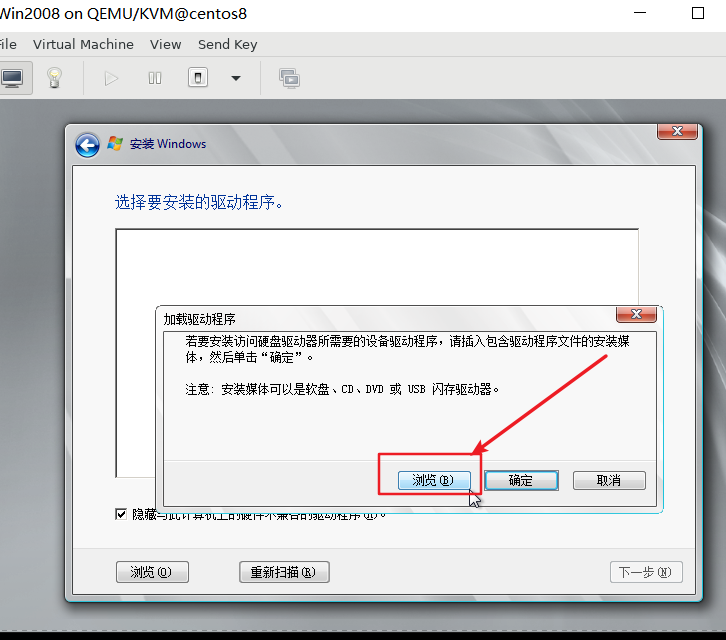 Win2008 on QEMU/KVM@centos8
File Virtual Machine View Send Key
安装 Windows
选择要安装的驱动程序。
加载驱动程序
若要安装访问硬盘驱动器所需要的设备驱动程序，请插入包含驱动程序文件的安装媒
体，然后单击“确定”。
注意: 安装媒体可以是软盘、CD、DVD 或 USB 闪存驱动器。
浏览(B) 确定 取消
隐藏与此计算机上的硬件不兼容的驱动程序(H)。
浏览(O) 重新扫描(R) 下一步(N)